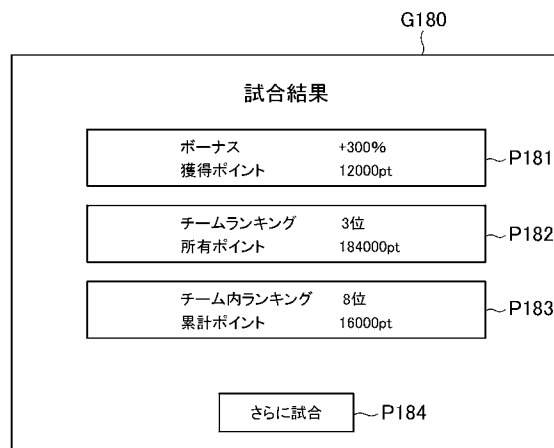 G180
試合結果
ボーナス +300%
獲得ポイント 12000pt
P181
チームランキング 3位
所有ポイント 184000pt
P182
チーム内ランキング 8位
累計ポイント 16000pt
P183
さらに試合
P184